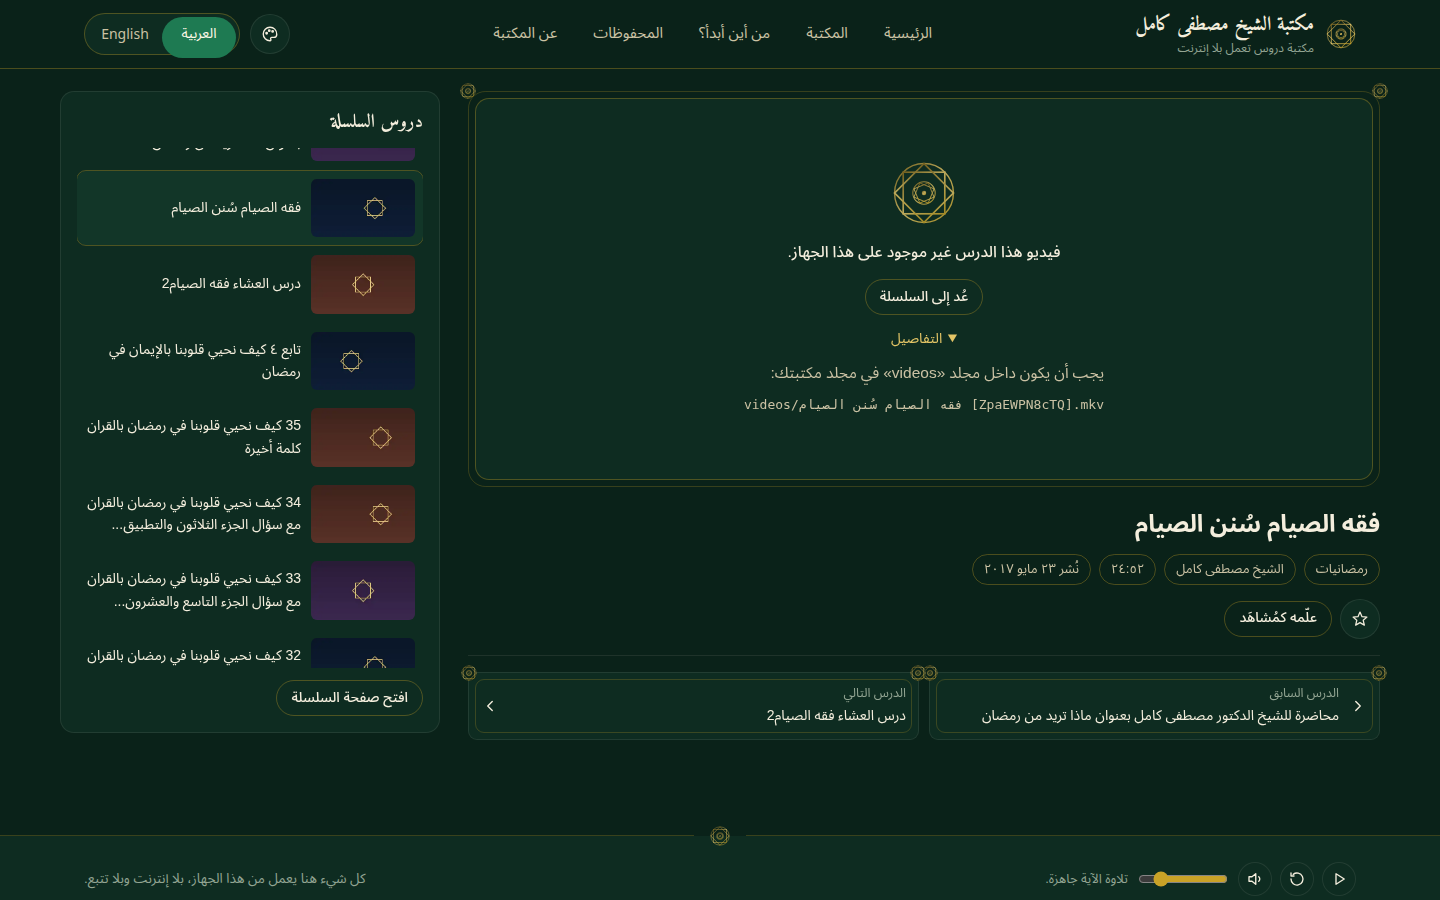 مكتبة الشيخ مصطفى كامل
مكتبة دروس تعمل بلا إنترنت
الرئيسية
المكتبة
من أين أبدأ؟
المحفوظات
عن المكتبة
العربية
English
فيديو هذا الدرس غير موجود على هذا الجهاز.
عُد إلى السلسلة
▼ التفاصيل
يجب أن يكون داخل مجلد «videos» في مجلد مكتبتك:
videos/فقه الصيام سُنن الصيام [ZpaEWPN8cTQ].mkv
فقه الصيام سُنن الصيام
رمضانيات
الشيخ مصطفى كامل
٢٤:٥٢
نُشر ٢٣ مايو ٢٠١٧
علّمه كمُشاهَد
الدرس السابق
محاضرة للشيخ الدكتور مصطفى كامل بعنوان ماذا تريد من رمضان
الدرس التالي
درس العشاء فقه الصيام2
دروس السلسلة
فقه الصيام سُنن الصيام
درس العشاء فقه الصيام2
تابع ٤ كيف نحيي قلوبنا بالإيمان في
رمضان
35 كيف نحيي قلوبنا في رمضان بالقران
كلمة أخيرة
34 كيف نحيي قلوبنا في رمضان بالقران
مع سؤال الجزء الثلاثون والتطبيق...
33 كيف نحيي قلوبنا في رمضان بالقران
مع سؤال الجزء التاسع والعشرون...
32 كيف نحيي قلوبنا في رمضان بالقران
افتح صفحة السلسلة
تلاوة الآية جاهزة.
كل شيء هنا يعمل من هذا الجهاز، بلا إنترنت وبلا تتبع.